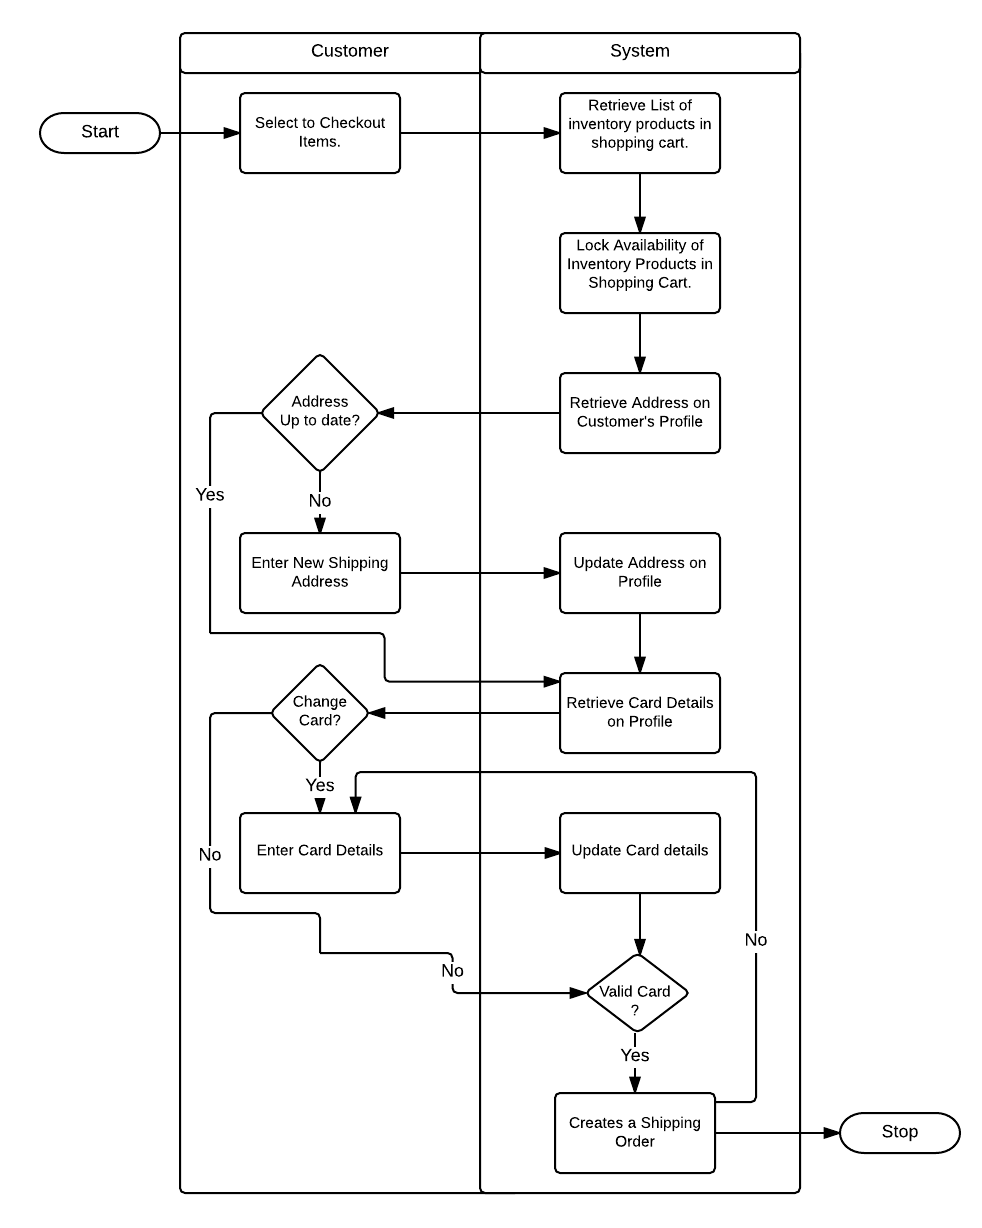 Customer
System
Start
Select to Checkout
Items.
Retrieve List of
inventory products in
shopping cart.
Lock Availability of
Inventory Products in
Shopping Cart.
Address
Up to date?
Retrieve Address on
Customer's Profile
Yes
No
Enter New Shipping
Address
Update Address on
Profile
Change
Card?
Retrieve Card Details
on Profile
Yes
No
Enter Card Details
Update Card details
No
No
Valid Card
?
Yes
Creates a Shipping
Order
Stop